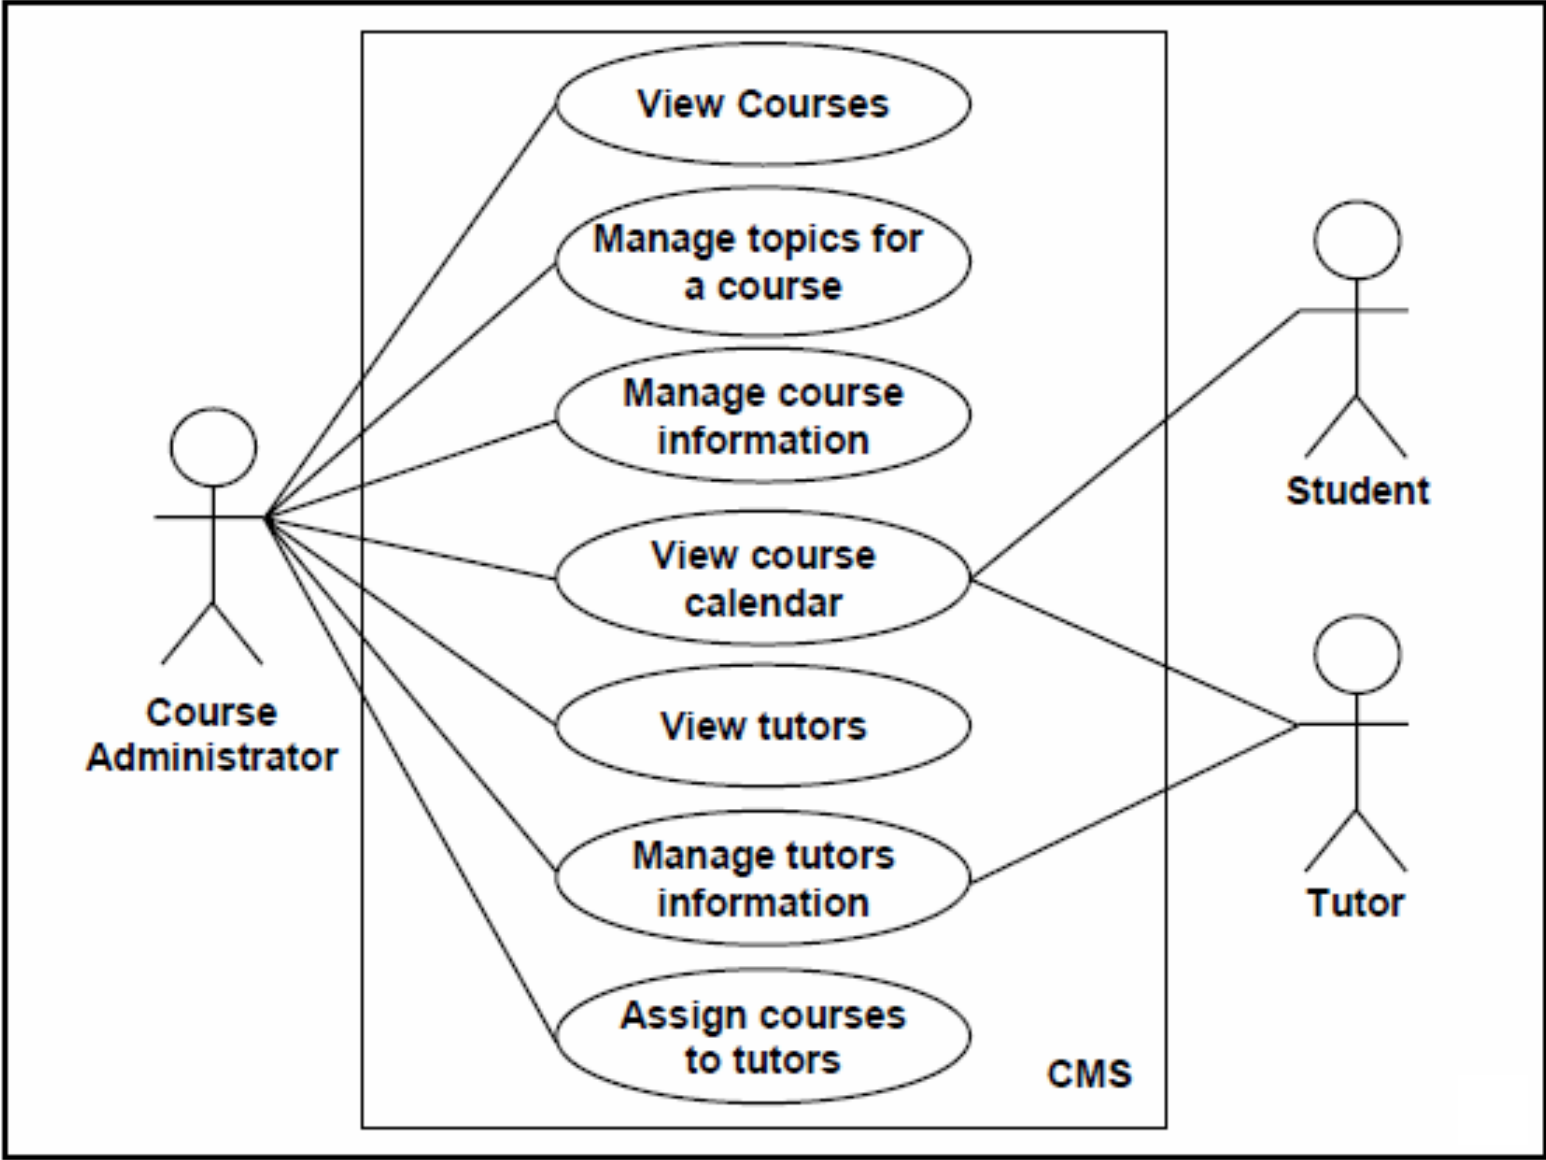 View Courses
Manage topics for
a course
Manage course
information
Student
View course
calendar
Course
Administrator
View tutors
Manage tutors
information
Tutor
Assign courses
to tutors
CMS